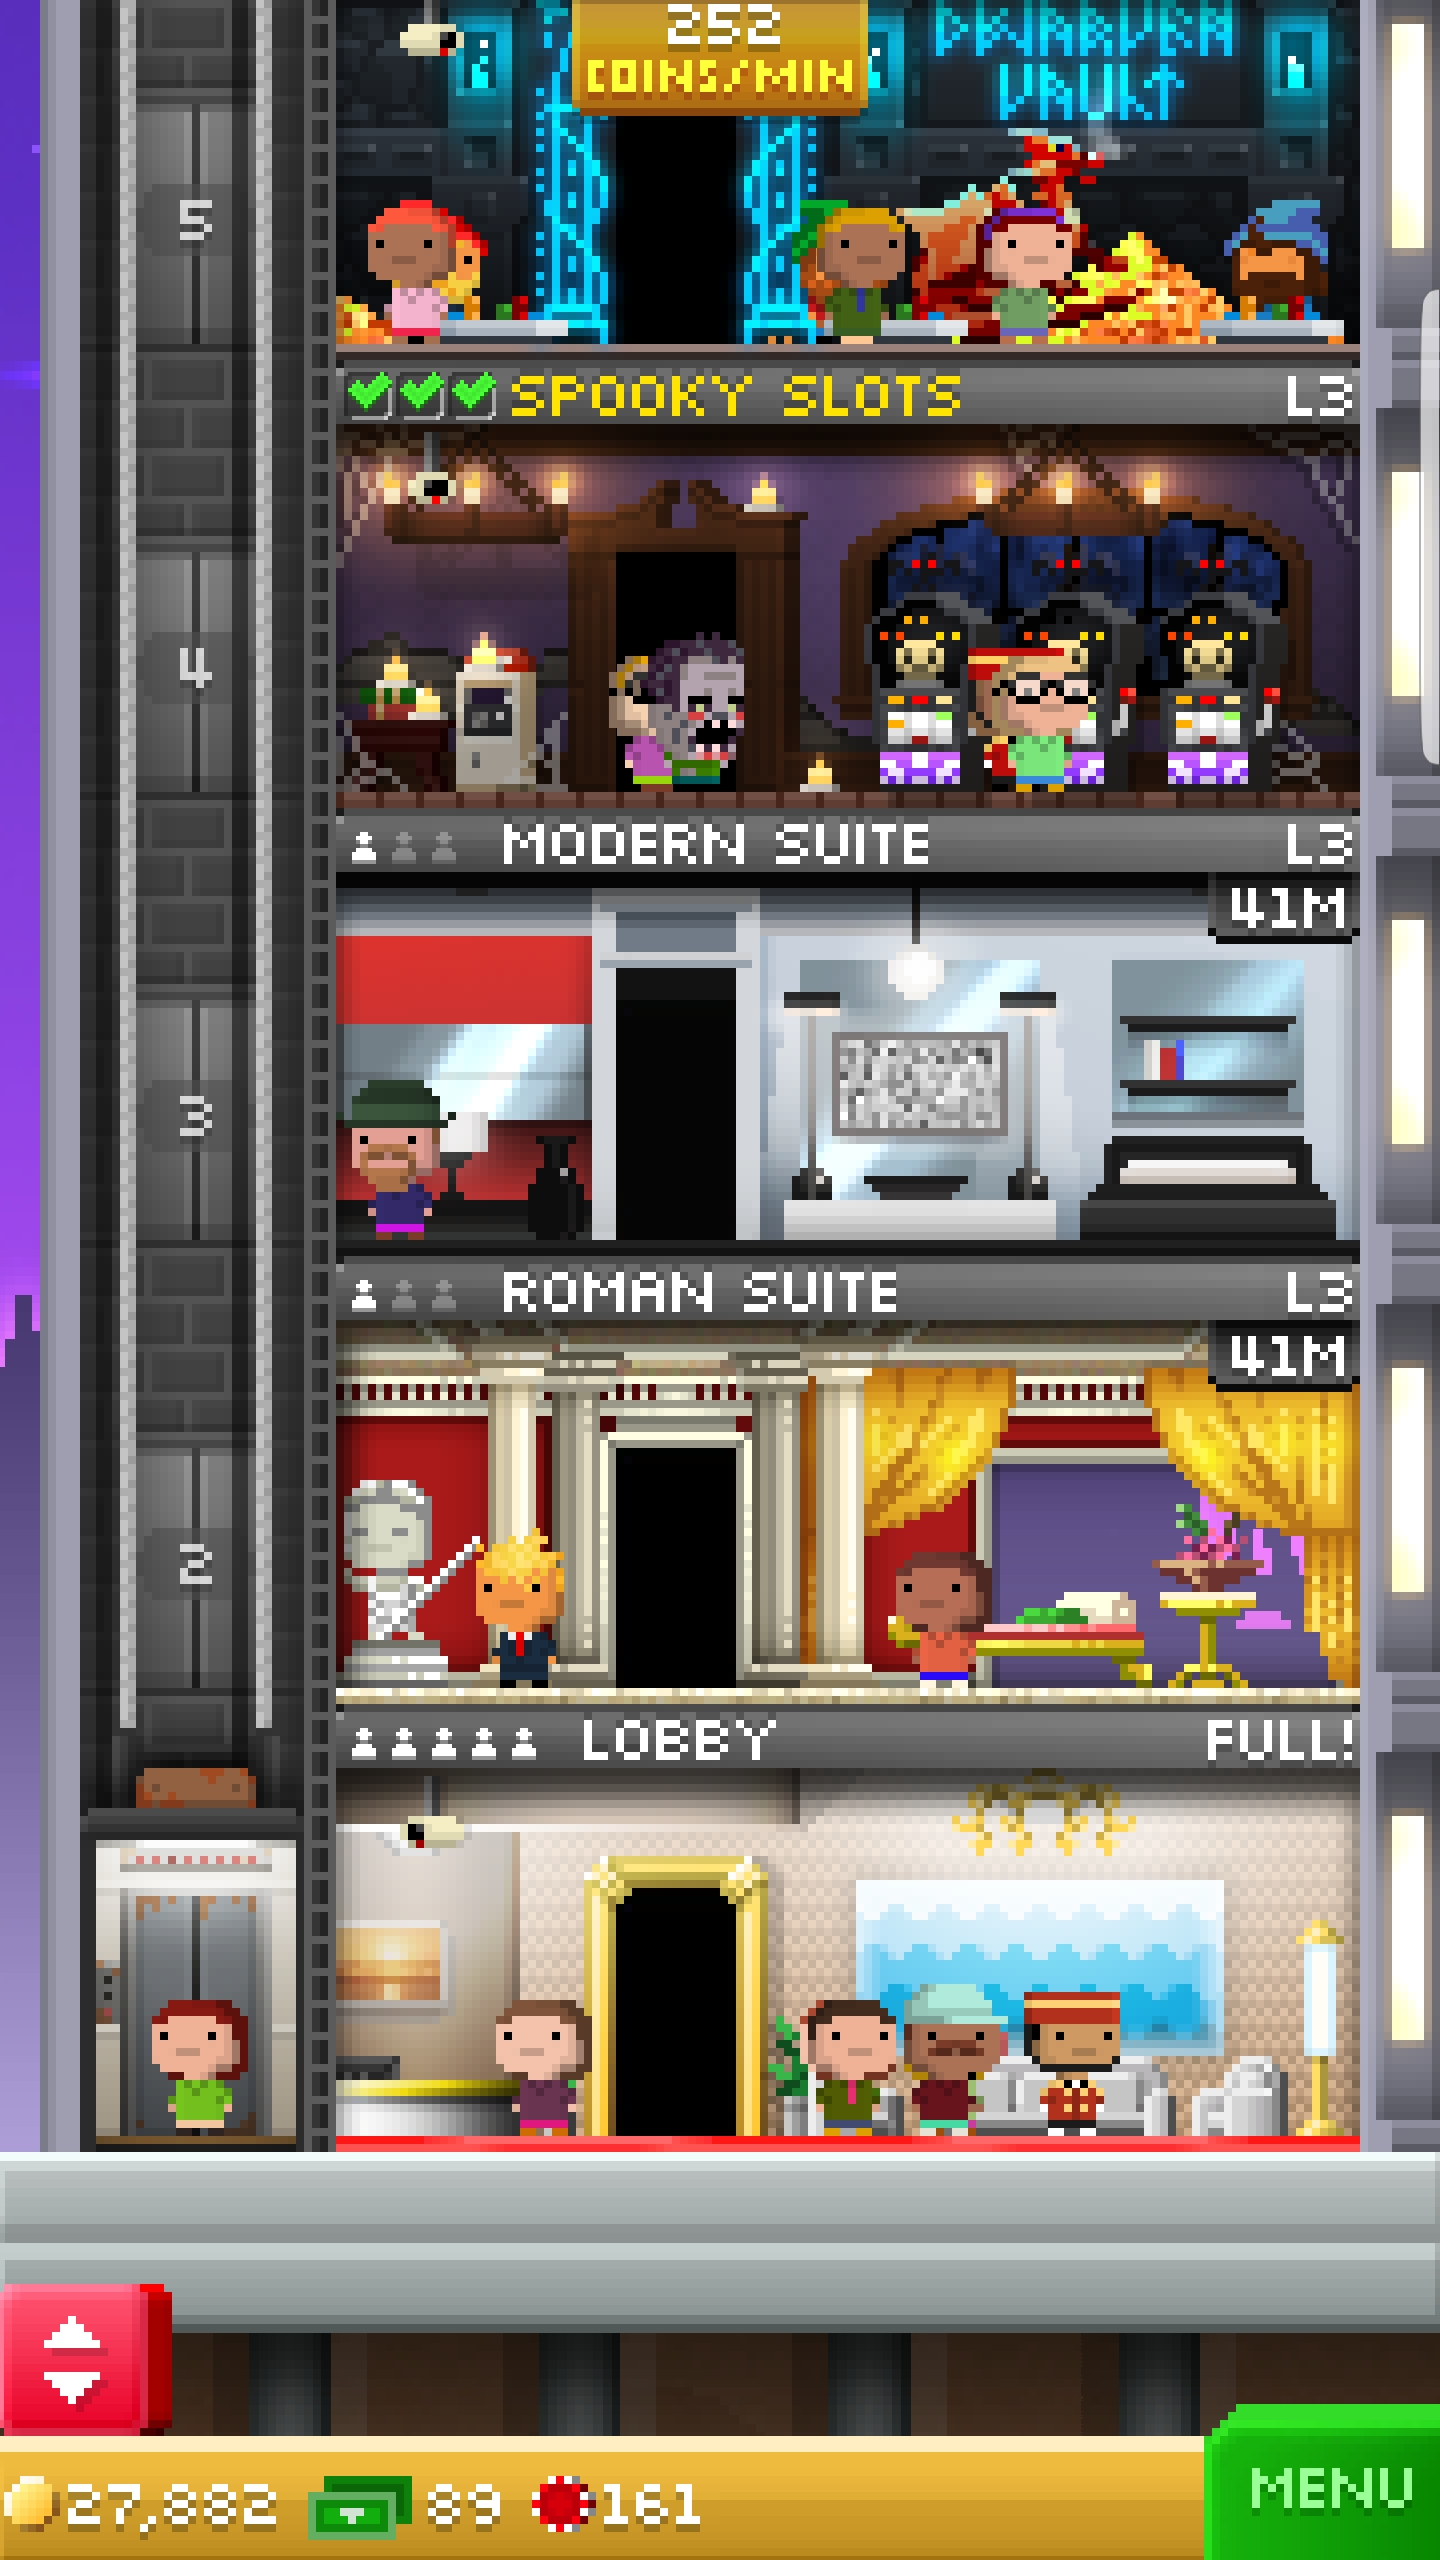 252
COINS/MIN
DWARVEN
VAULT
5
SPOOKY SLOTS L3
4
MODERN SUITE L3
41M
3
ROMAN SUITE L3
41M
2
LOBBY FULL!
27,882 89 161
MENU